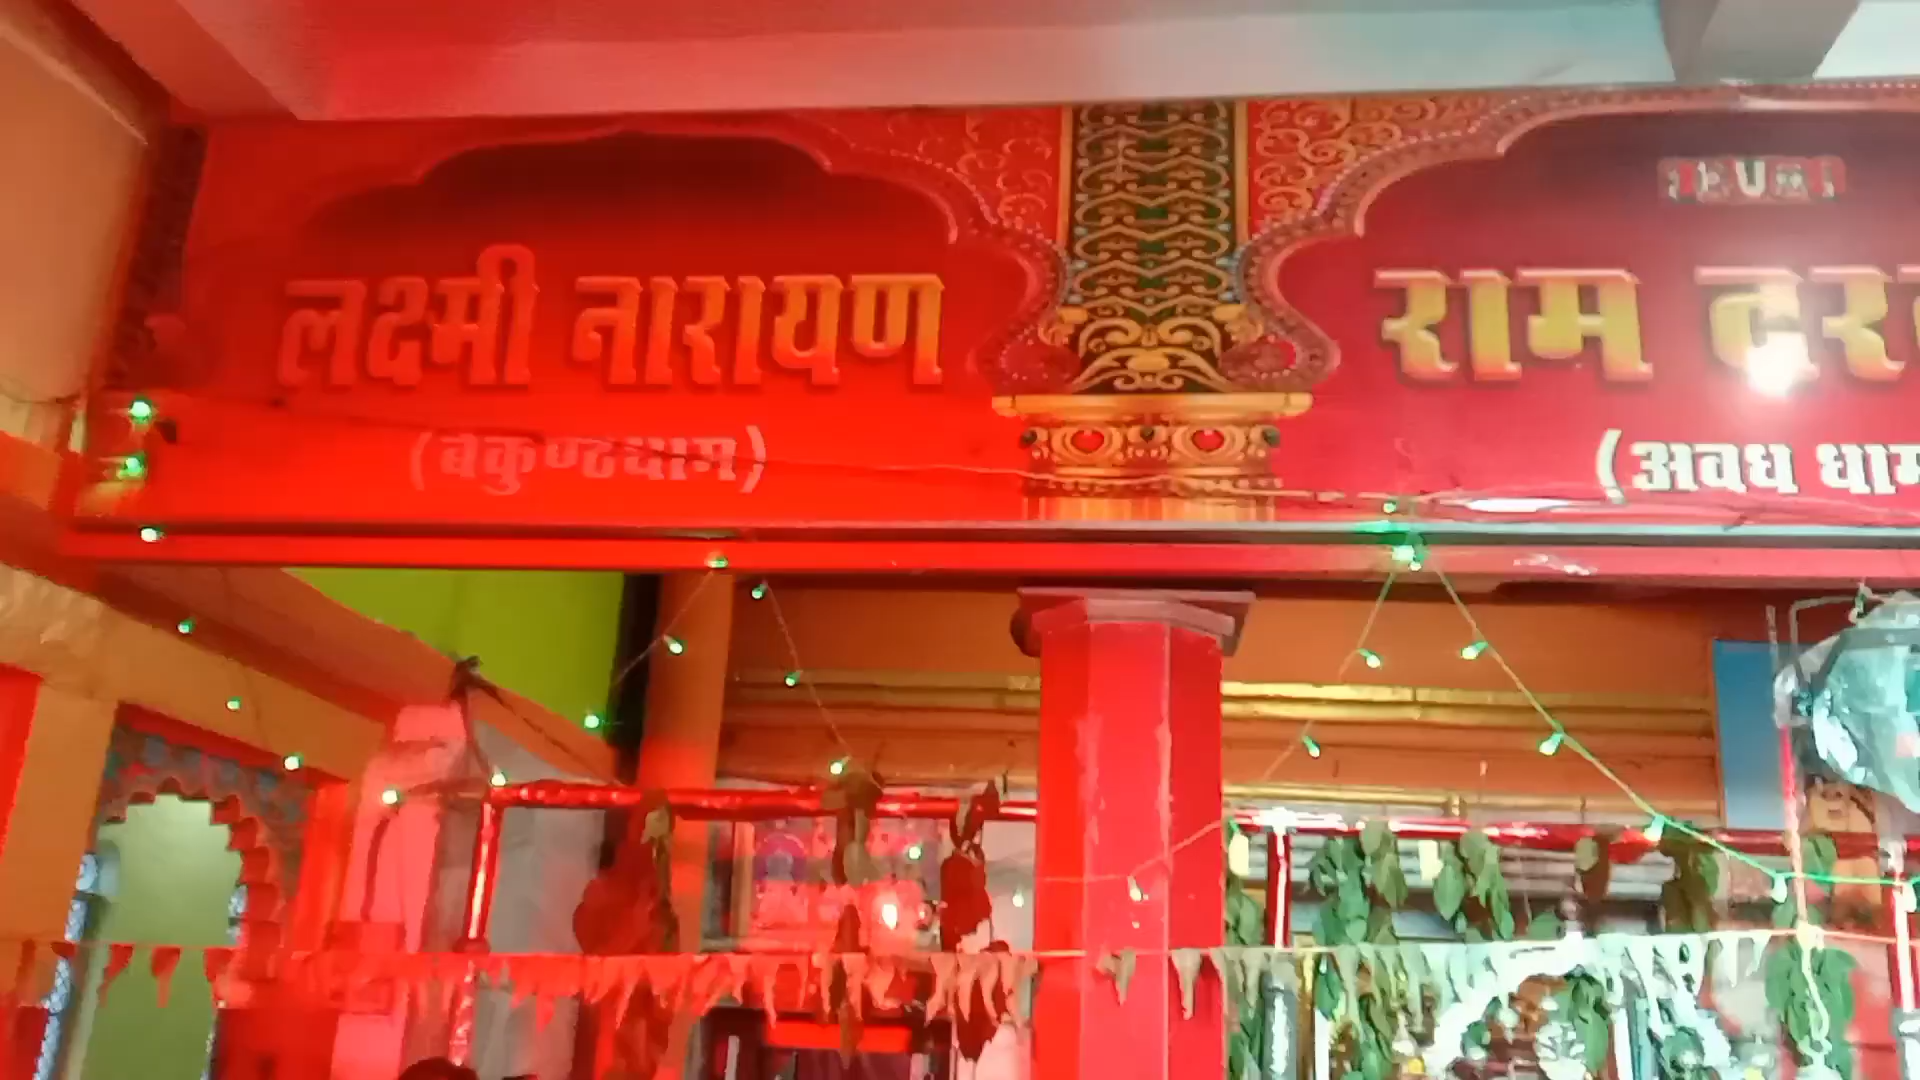 लक्ष्मी नारायण
(बैकुण्ठधाम)
राम
(अवध धाम